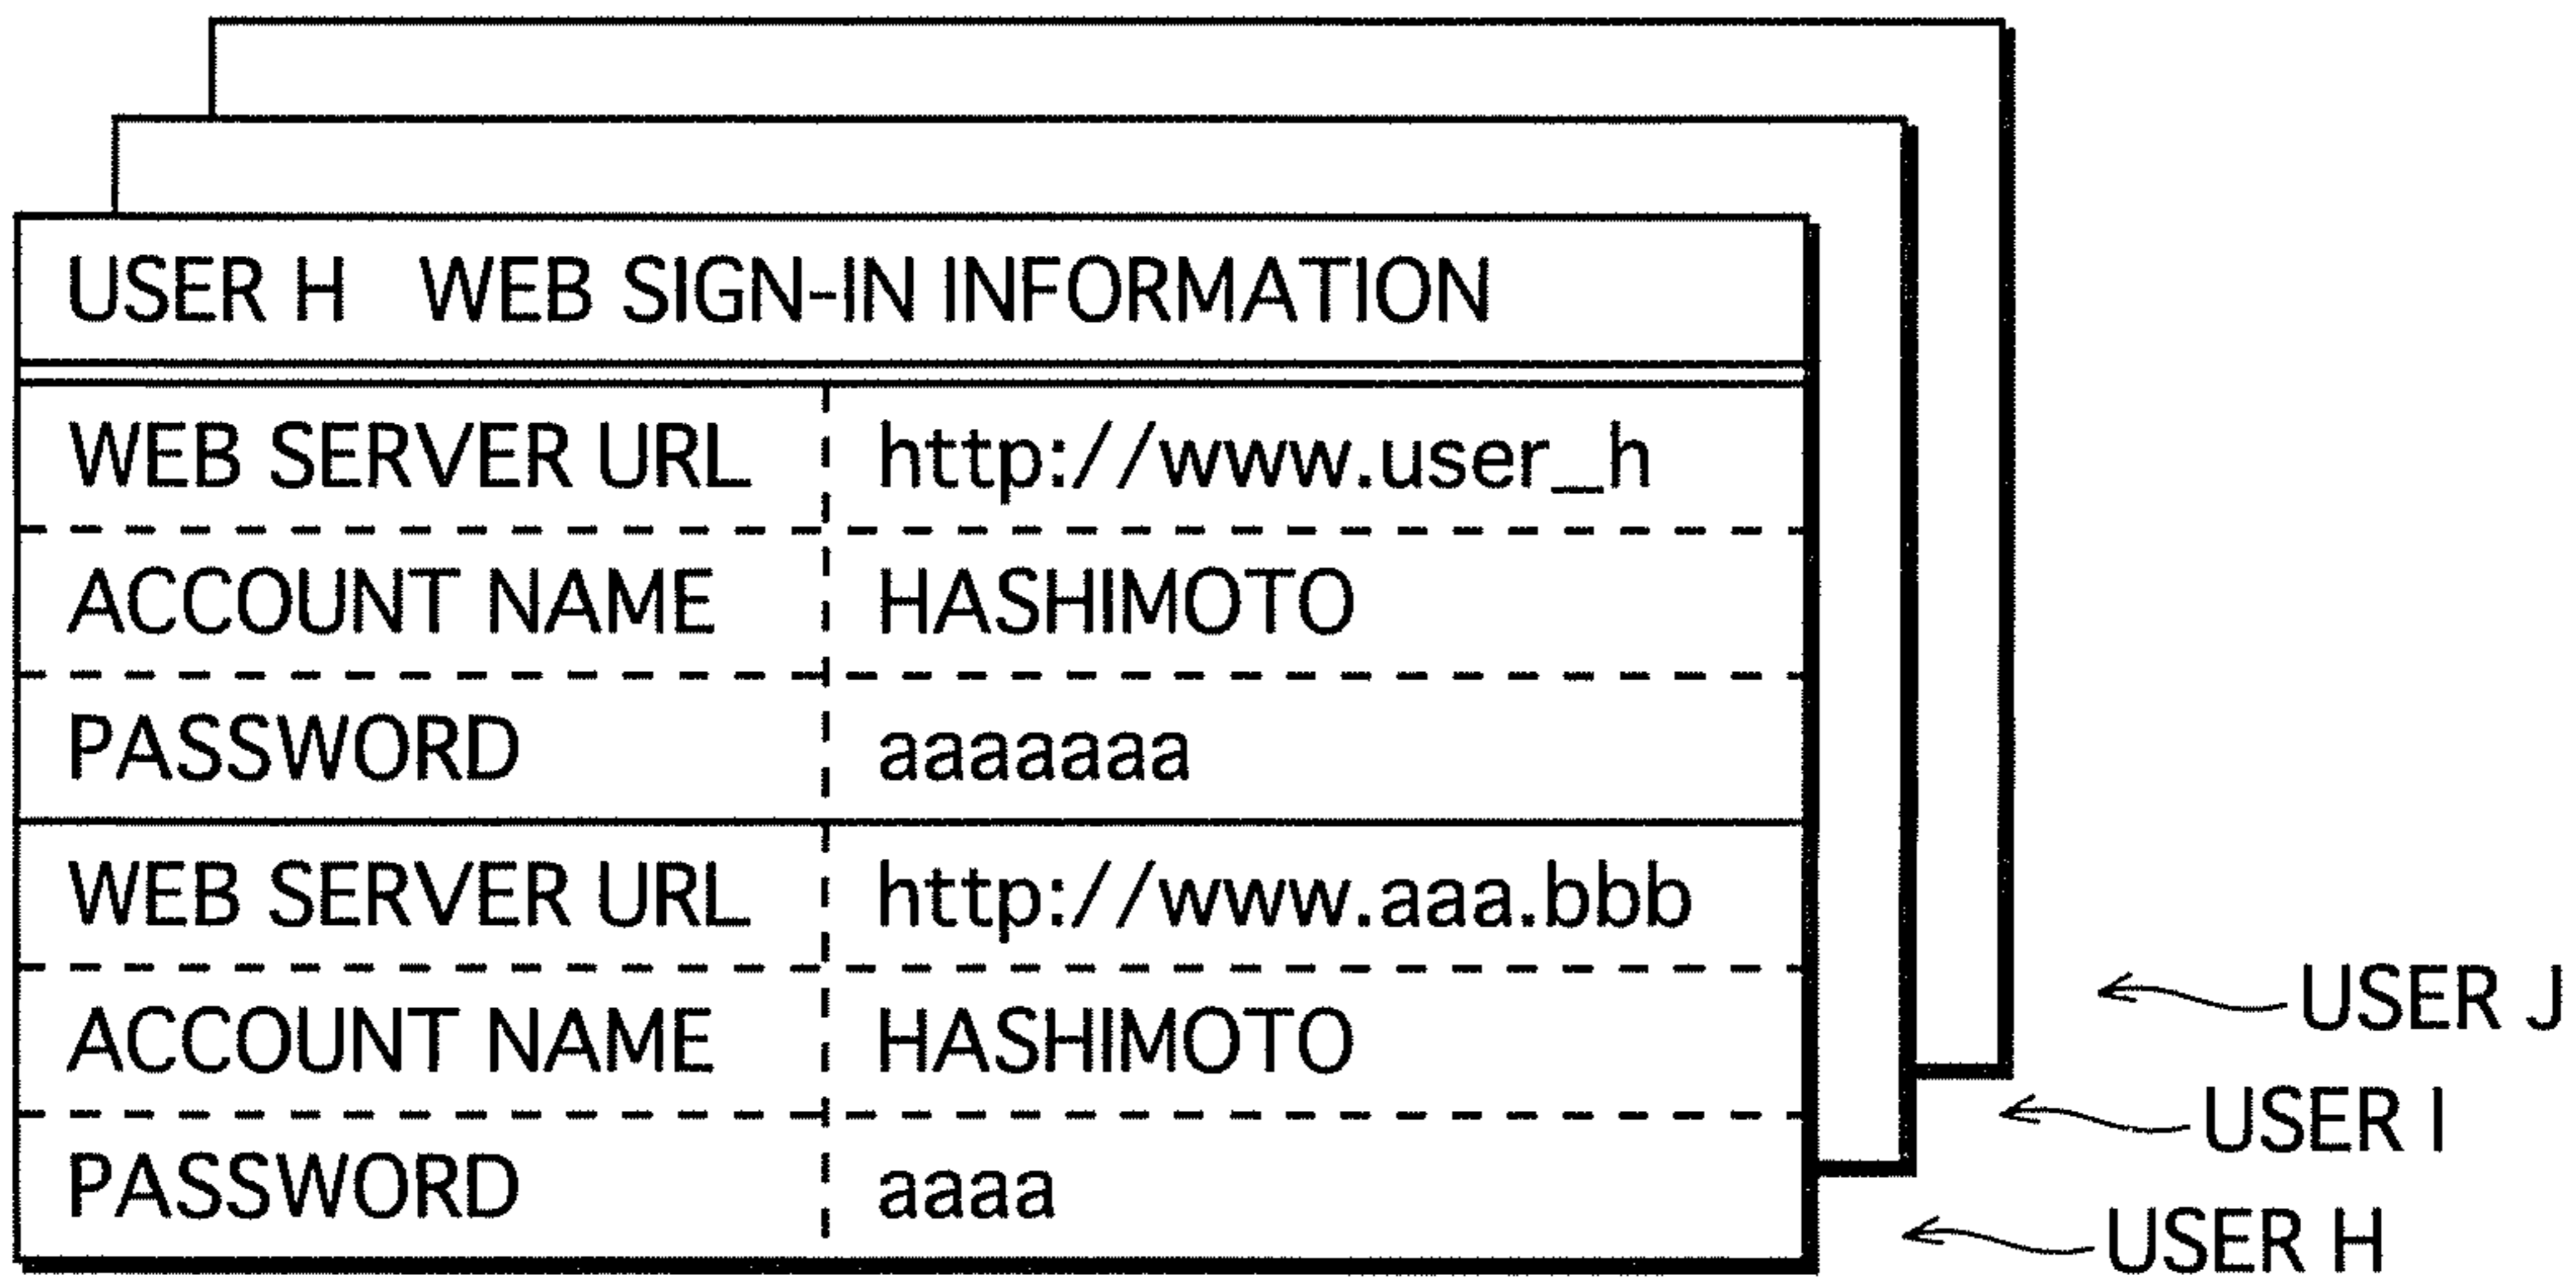 USER H WEB SIGN-IN INFORMATION
WEB SERVER URL http://www.user_h
ACCOUNT NAME HASHIMOTO
PASSWORD aaaaaaa
WEB SERVER URL http://www.aaa.bbb
ACCOUNT NAME HASHIMOTO
PASSWORD aaaa
USER J
USER I
USER H